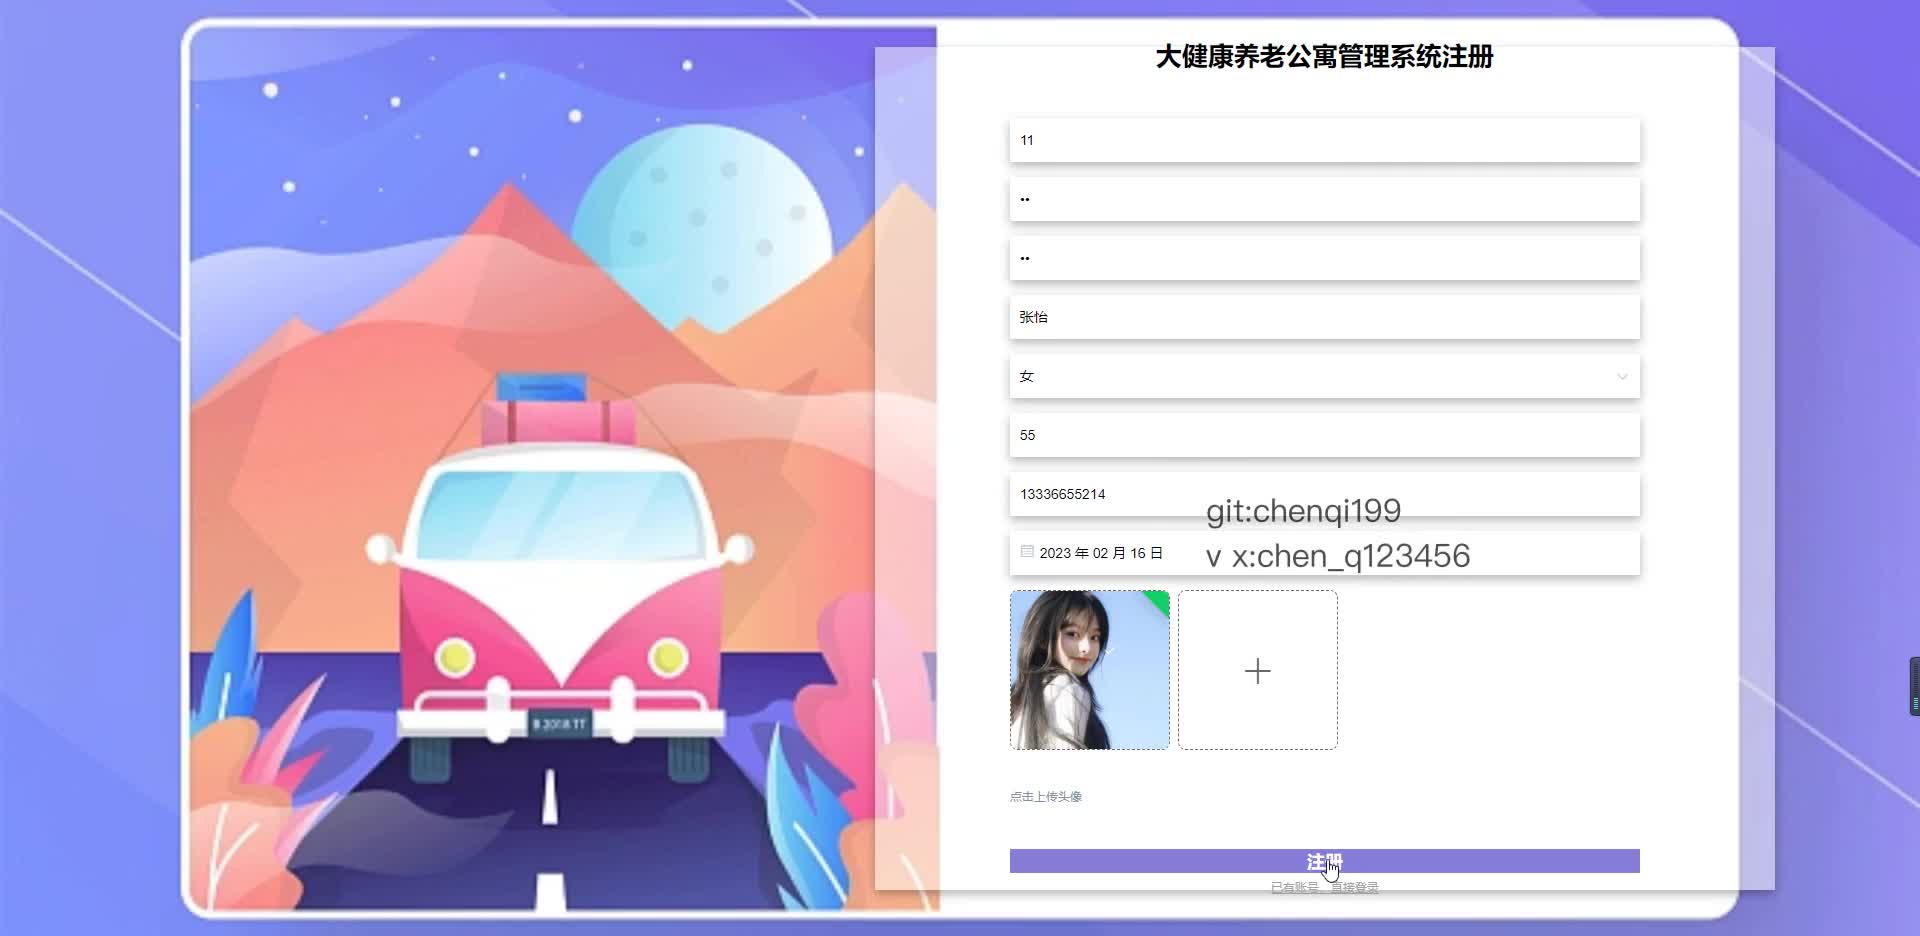 大健康养老公寓管理系统注册
11
••
••
张怡
女
55
13336655214
git:chenqi199
2023 年 02 月 16 日
v x:chen_q123456
B 2018 TT
点击上传头像
注册
已有账号，直接登录